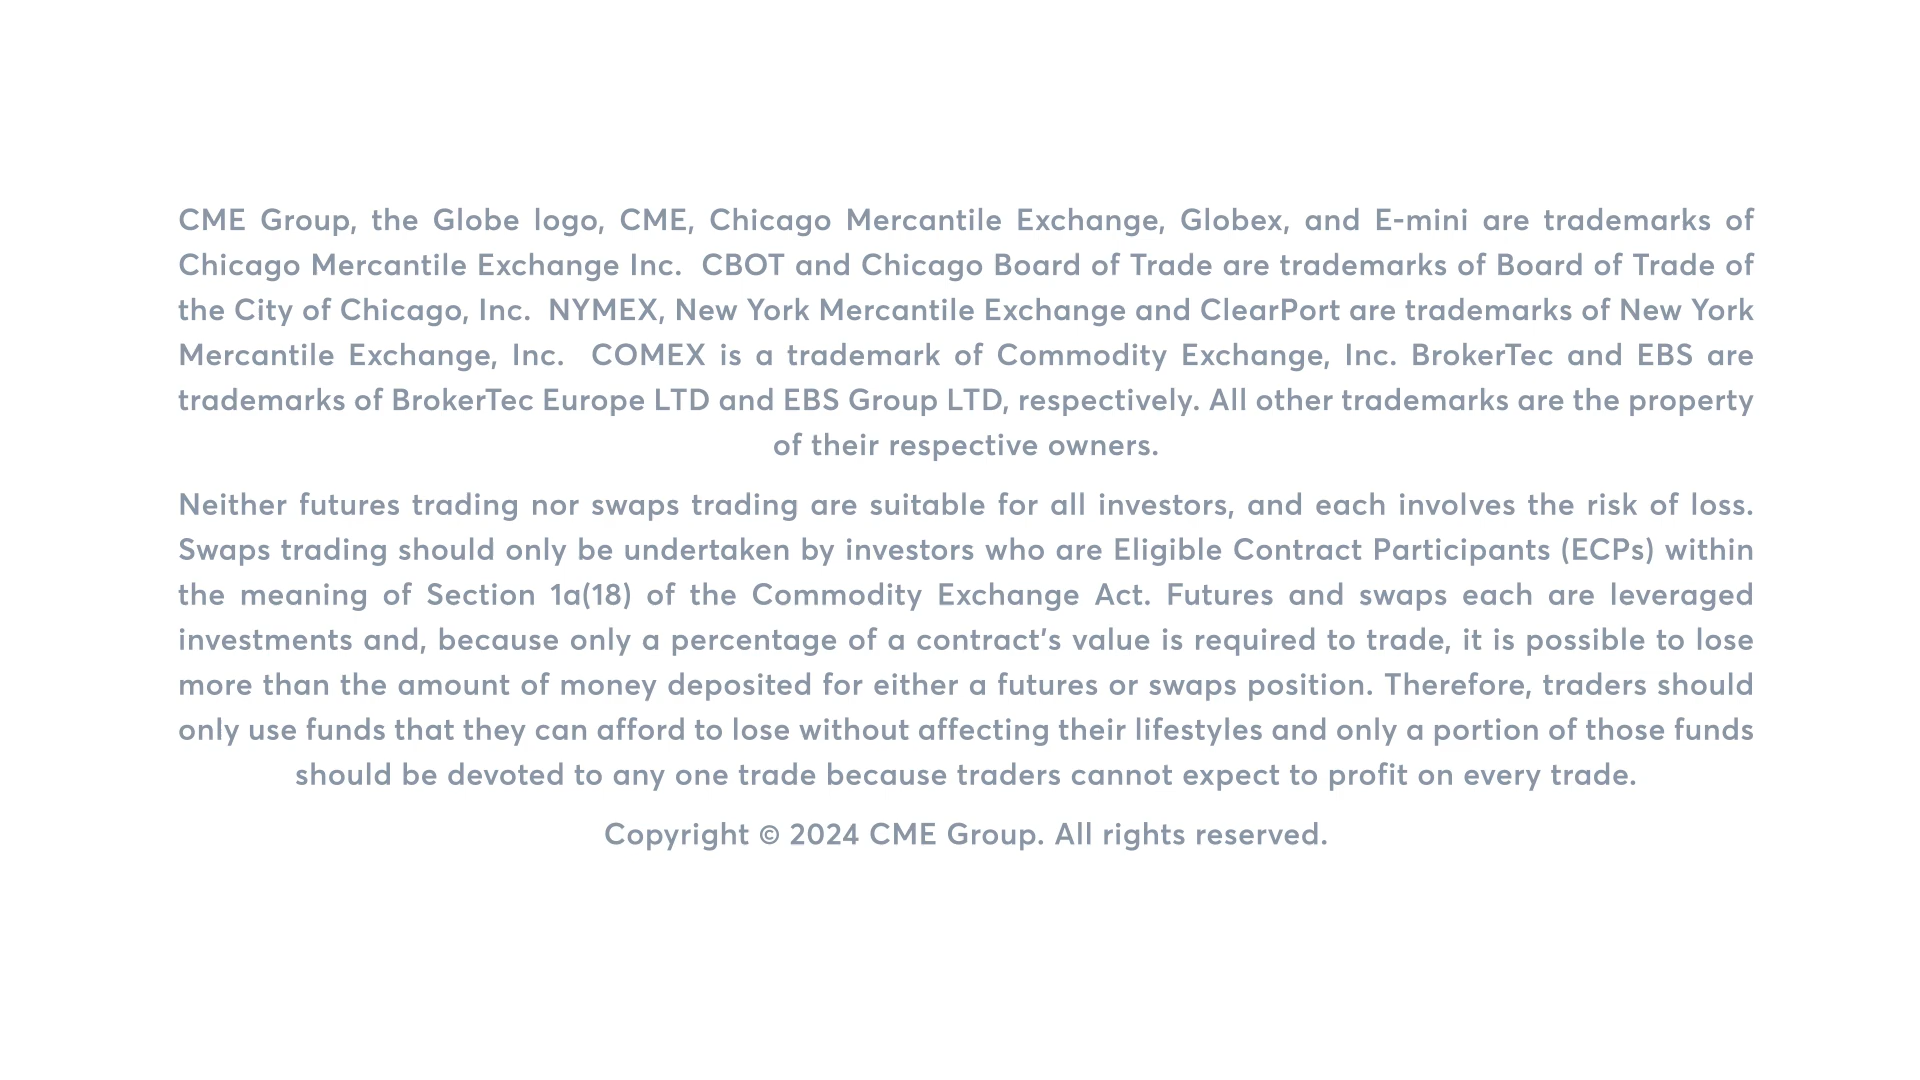 CME Group, the Globe logo, CME, Chicago Mercantile Exchange, Globex, and E-mini are trademarks of
Chicago Mercantile Exchange Inc.  CBOT and Chicago Board of Trade are trademarks of Board of Trade of
the City of Chicago, Inc.  NYMEX, New York Mercantile Exchange and ClearPort are trademarks of New York
Mercantile Exchange, Inc.  COMEX is a trademark of Commodity Exchange, Inc. BrokerTec and EBS are
trademarks of BrokerTec Europe LTD and EBS Group LTD, respectively. All other trademarks are the property
of their respective owners.
Neither futures trading nor swaps trading are suitable for all investors, and each involves the risk of loss.
Swaps trading should only be undertaken by investors who are Eligible Contract Participants (ECPs) within
the meaning of Section 1a(18) of the Commodity Exchange Act. Futures and swaps each are leveraged
investments and, because only a percentage of a contract’s value is required to trade, it is possible to lose
more than the amount of money deposited for either a futures or swaps position. Therefore, traders should
only use funds that they can afford to lose without affecting their lifestyles and only a portion of those funds
should be devoted to any one trade because traders cannot expect to profit on every trade.
Copyright © 2024 CME Group. All rights reserved.